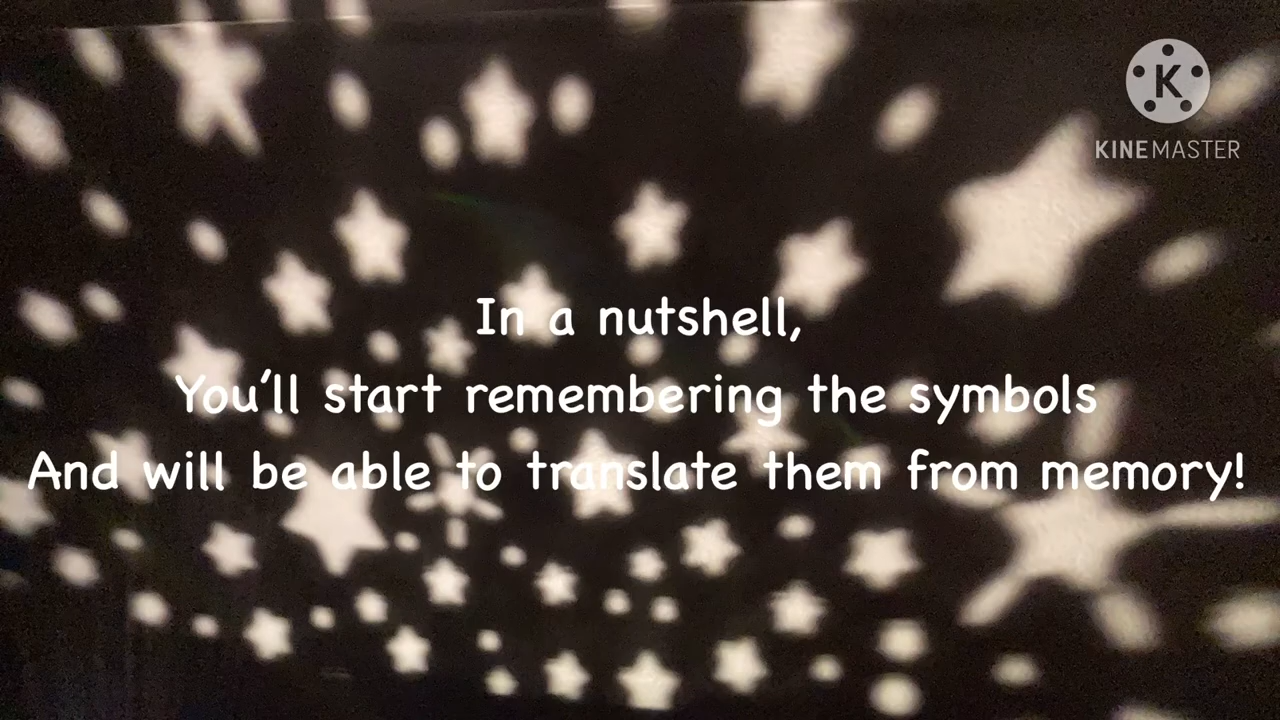 K
KINEMASTER
In a nutshell,
You'll start remembering the symbols
And will be able to translate them from memory!